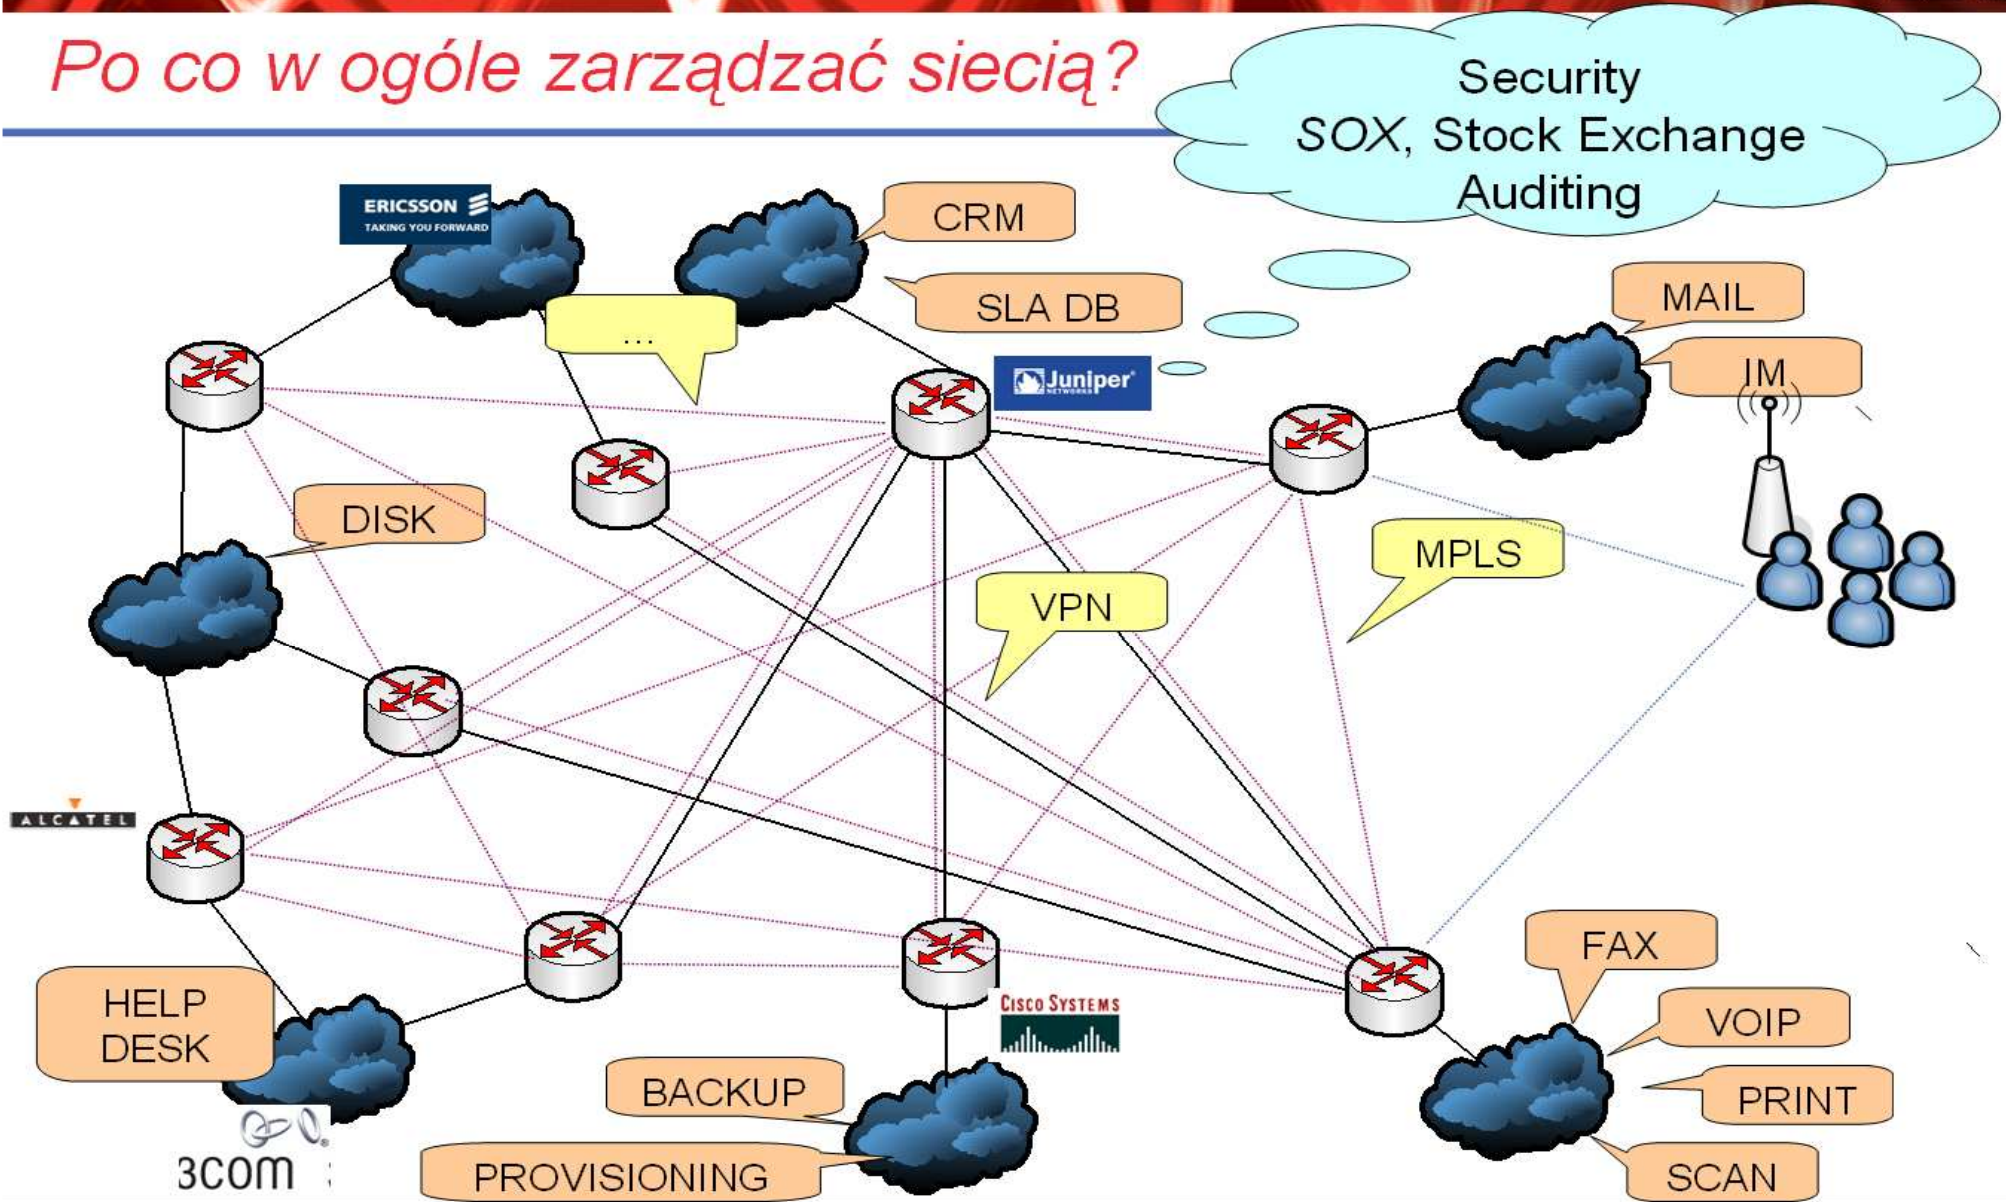 Po co w ogóle zarządzać siecią?
Security
SOX, Stock Exchange
Auditing
ERICSSON
TAKING YOU FORWARD
CRM
SLA DB
...
MAIL
IM
Juniper
NETWORKS
DISK
MPLS
VPN
ALCATEL
HELP
DESK
3COM
CISCO SYSTEMS
BACKUP
PROVISIONING
FAX
VOIP
PRINT
SCAN